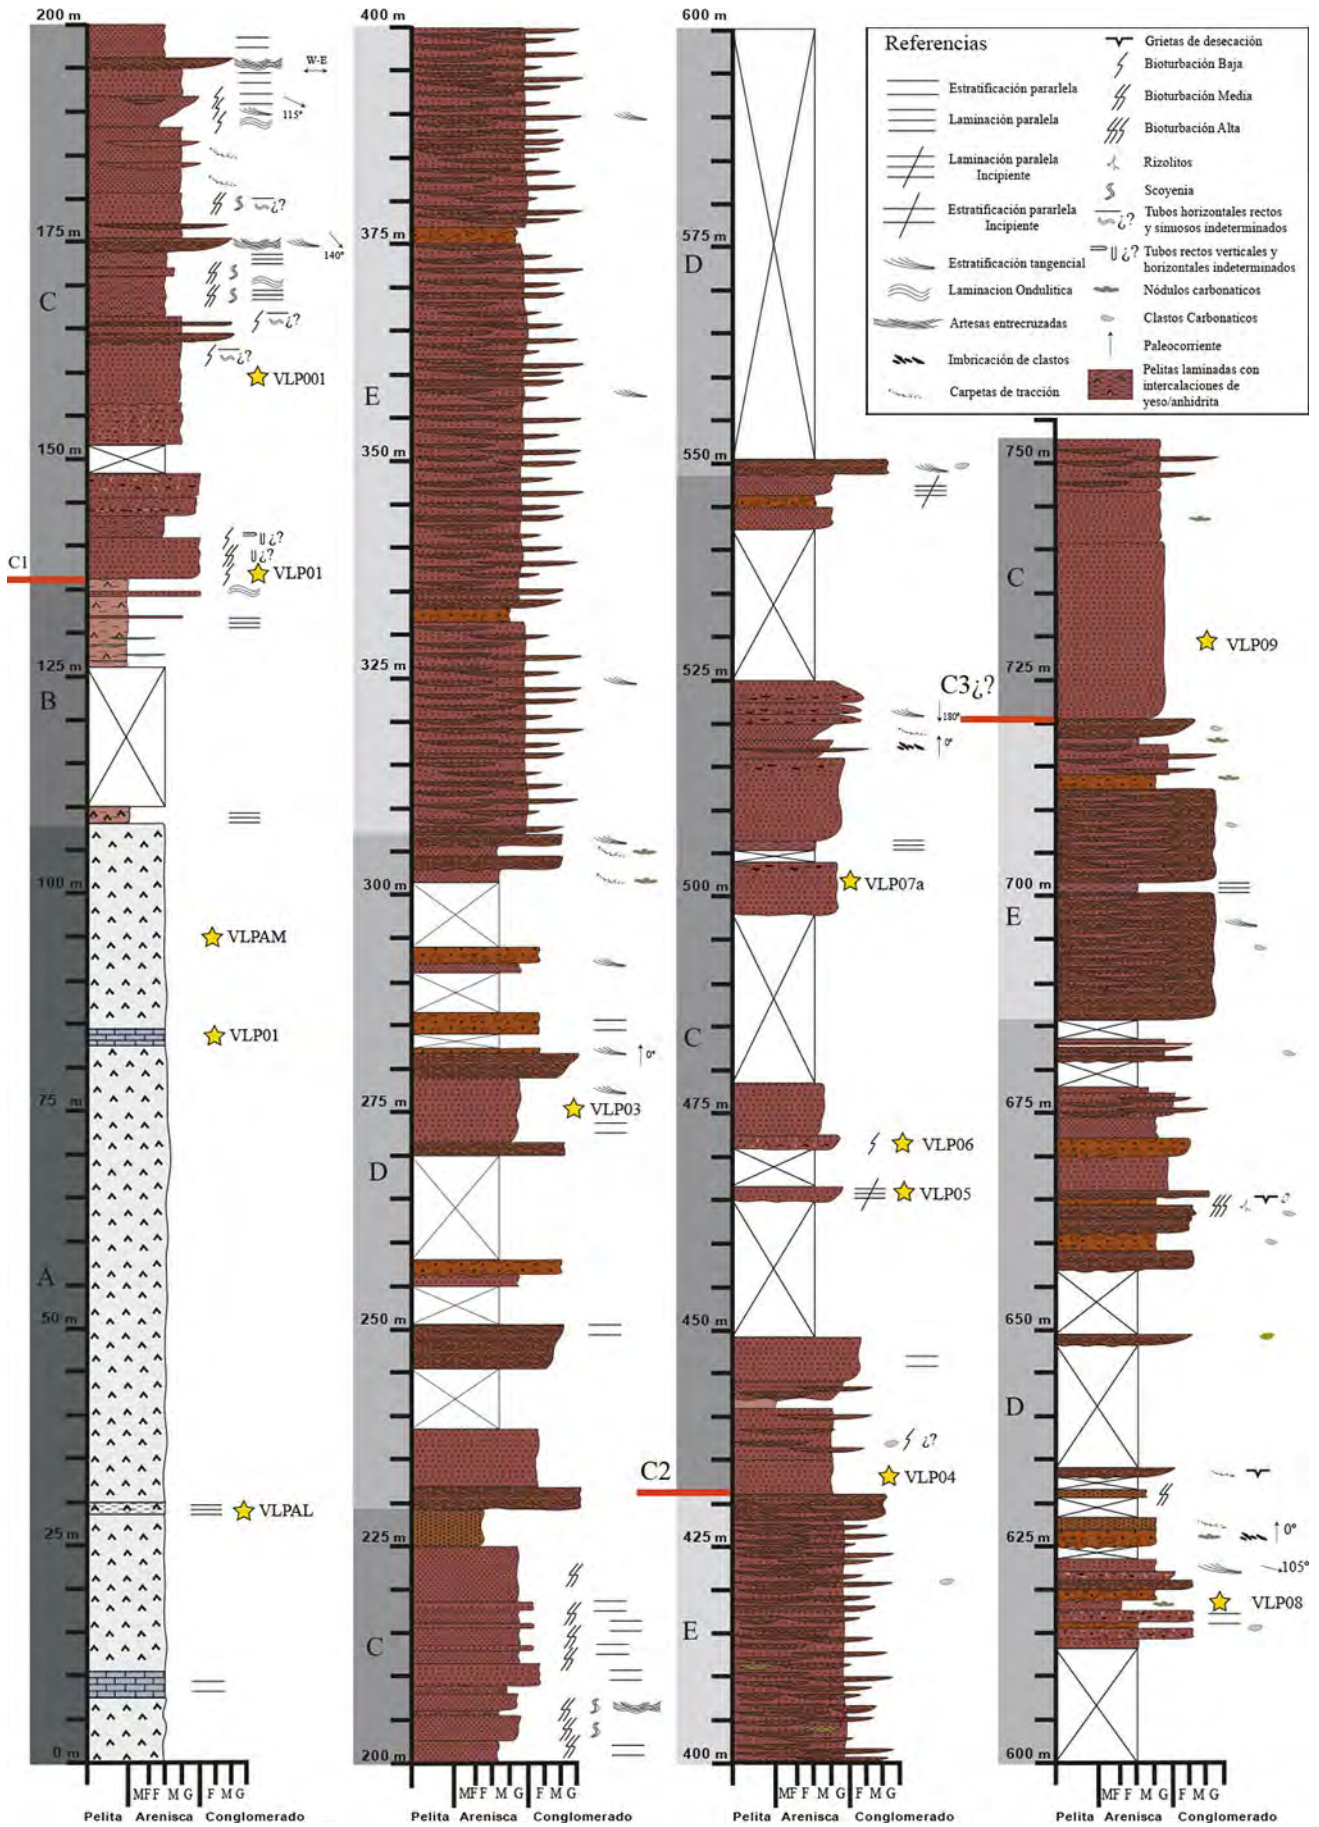 200 m
W-E
115°
175 m
140°
C
VLP001
150 m
C1
VLP01
125 m
B
100 m
VLPAM
VLP01
75 m
A
50 m
VLPAL
25 m
0 m
MF F M G F M G
Pelita Arenisca Conglomerado
400 m
375 m
E
350 m
325 m
300 m
0°
275 m
VLP03
D
250 m
225 m
C
200 m
MF F M G F M G
Pelita Arenisca Conglomerado
600 m
575 m
D
550 m
525 m
180°
0°
500 m
VLP07a
C
475 m
VLP06
VLP05
450 m
¿?
C2
VLP04
425 m
E
400 m
MF F M G F M G
Pelita Arenisca Conglomerado
Referencias
Estratificación pararlela
Laminación paralela
Laminación paralela
Incipiente
Estratificación pararlela
Incipiente
Estratificación tangencial
Laminacion Ondulitica
Artesas entrecruzadas
Imbricación de clastos
Carpetas de tracción
Grietas de desecación
Bioturbación Baja
Bioturbación Media
Bioturbación Alta
Rizolitos
Scoyenia
¿? Tubos horizontales rectos
y sinuosos indeterminados
¿? Tubos rectos verticales y
horizontales indeterminados
Nódulos carbonaticos
Clastos Carbonaticos
Paleocorriente
Pelitas laminadas con
intercalaciones de
yeso/anhidrita
750 m
C
VLP09
725 m
C3¿?
700 m
E
675 m
650 m
D
625 m
0°
105°
VLP08
600 m
MF F M G F M G
Pelita Arenisca Conglomerado